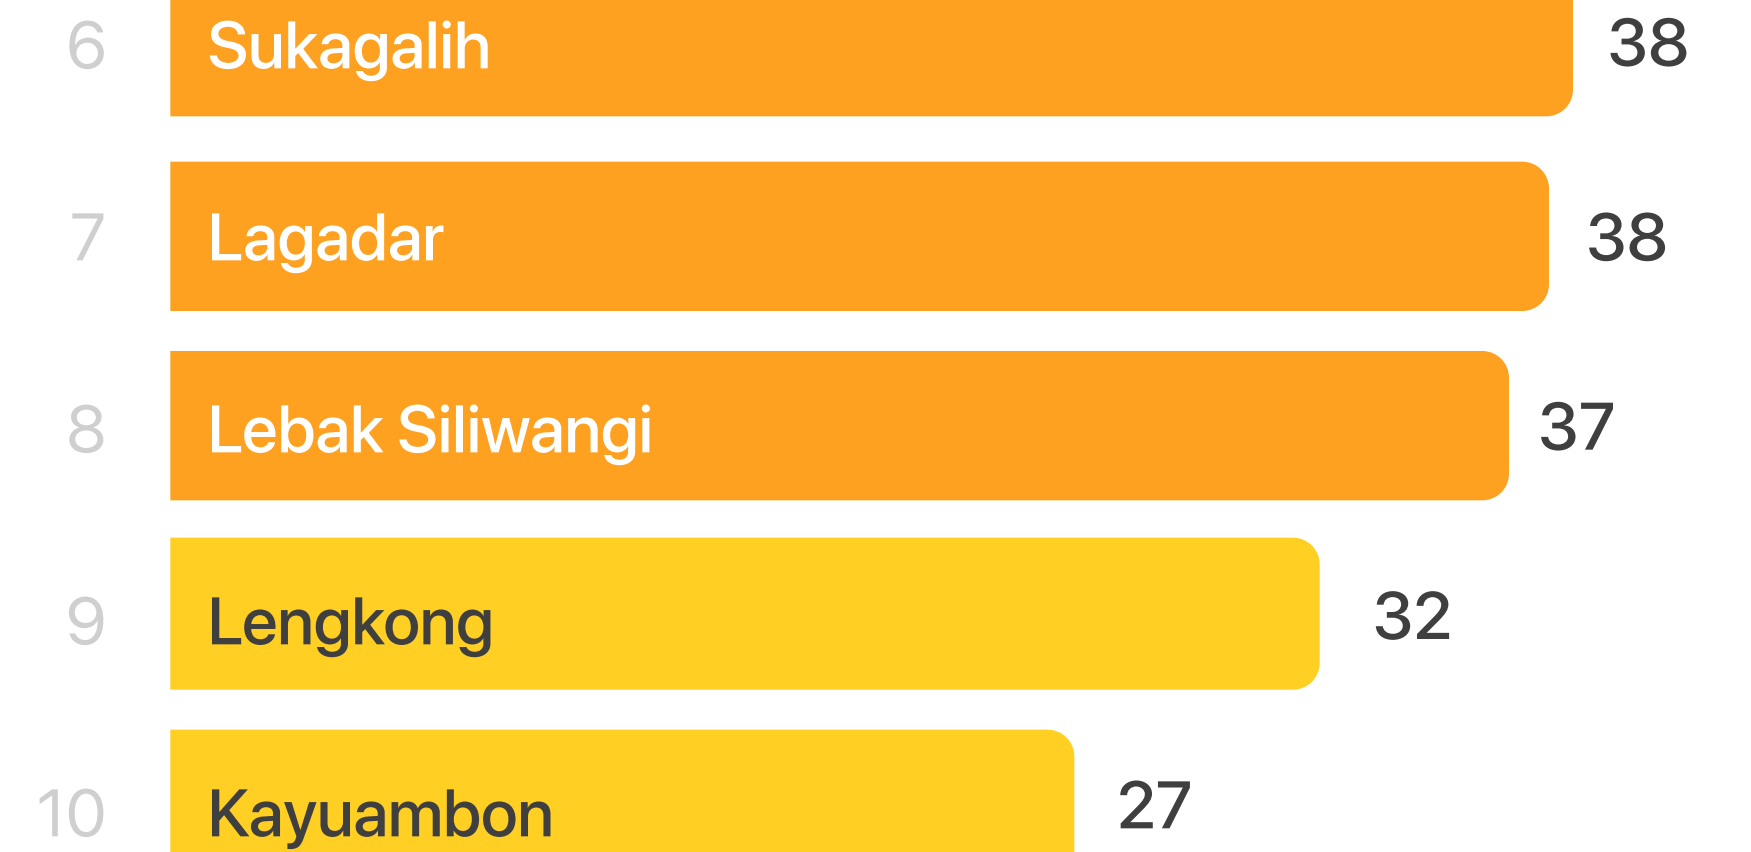 6 Sukagalih 38
7 Lagadar 38
8 Lebak Siliwangi 37
9 Lengkong 32
10 Kayuambon 27